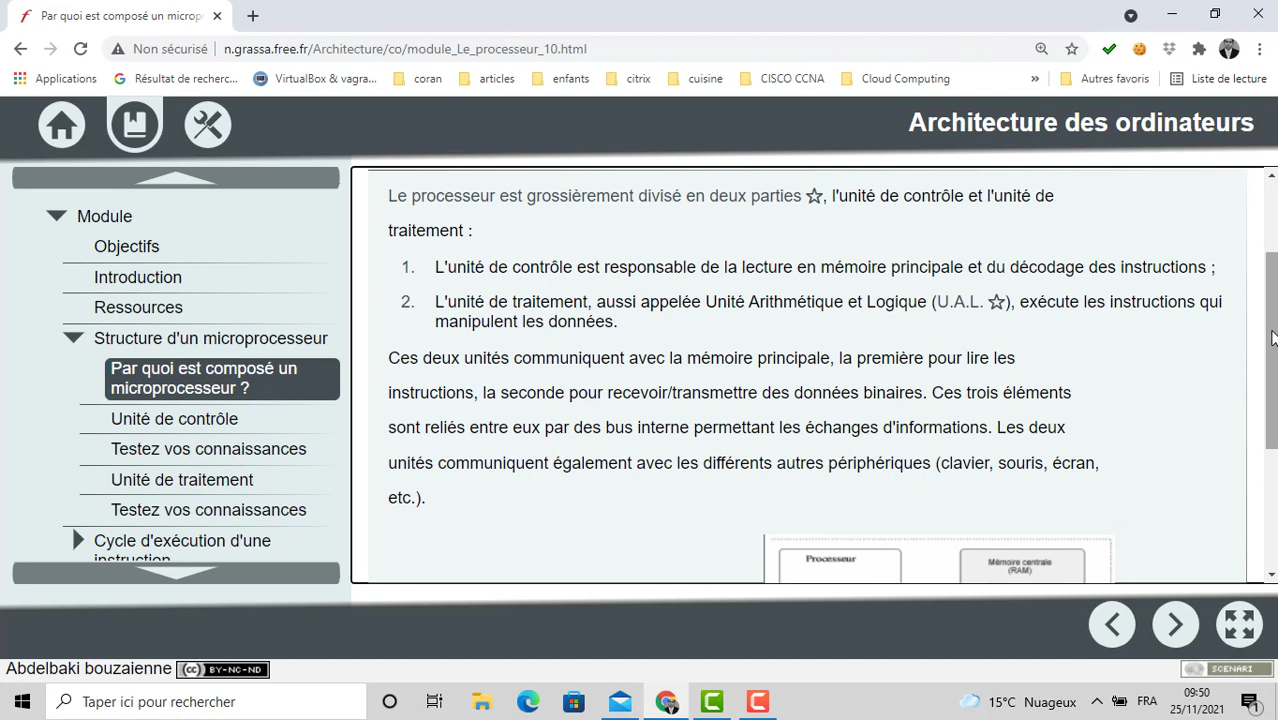 Par quoi est composé un microp
Non sécurisé n.grassa.free.fr/Architecture/co/module_Le_processeur_10.html
Applications Résultat de recherc... VirtualBox & vagra... coran articles enfants citrix cuisine CISCO CCNA Cloud Computing » Autres favoris Liste de lecture
Architecture des ordinateurs
Module
Objectifs
Introduction
Ressources
Structure d'un microprocesseur
Par quoi est composé un
microprocesseur ?
Unité de contrôle
Testez vos connaissances
Unité de traitement
Testez vos connaissances
Cycle d'exécution d'une
instruction
Le processeur est grossièrement divisé en deux parties , l'unité de contrôle et l'unité de
traitement :
1. L'unité de contrôle est responsable de la lecture en mémoire principale et du décodage des instructions ;
2. L'unité de traitement, aussi appelée Unité Arithmétique et Logique (U.A.L. ), exécute les instructions qui
manipulent les données.
Ces deux unités communiquent avec la mémoire principale, la première pour lire les
instructions, la seconde pour recevoir/transmettre des données binaires. Ces trois éléments
sont reliés entre eux par des bus interne permettant les échanges d'informations. Les deux
unités communiquent également avec les différents autres périphériques (clavier, souris, écran,
etc.).
Processeur
Mémoire centrale
(RAM)
Abdelbaki bouzaienne cc BY-NC-ND
SCENARI
Taper ici pour rechercher
15°C Nuageux
FRA
09:50
25/11/2021
1